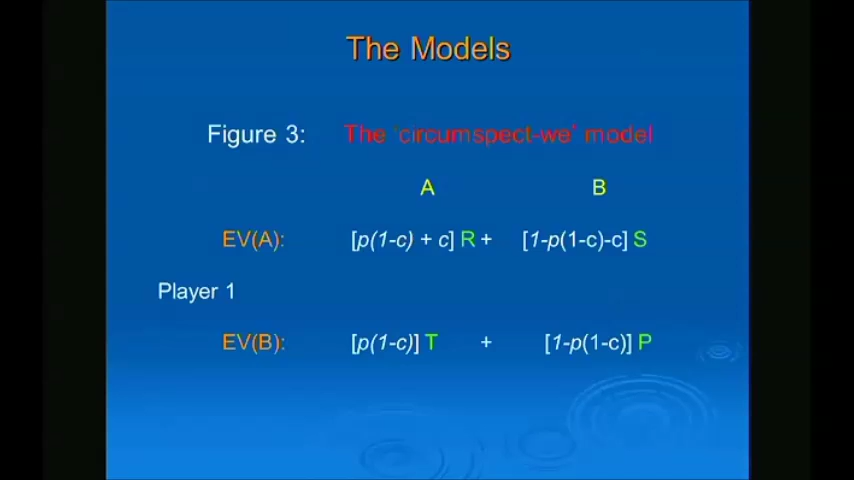 The Models
Figure 3: The 'circumspect-we' model
A B
EV(A): [p(1-c) + c] R + [1-p(1-c)-c] S
Player 1
EV(B): [p(1-c)] T + [1-p(1-c)] P